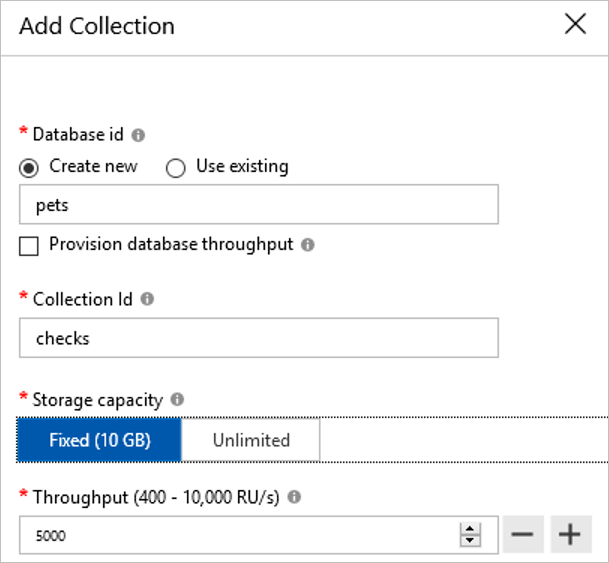 Add Collection
* Database id
Create new Use existing
pets
Provision database throughput
* Collection Id
checks
* Storage capacity
Fixed (10 GB) Unlimited
* Throughput (400 - 10,000 RU/s)
5000